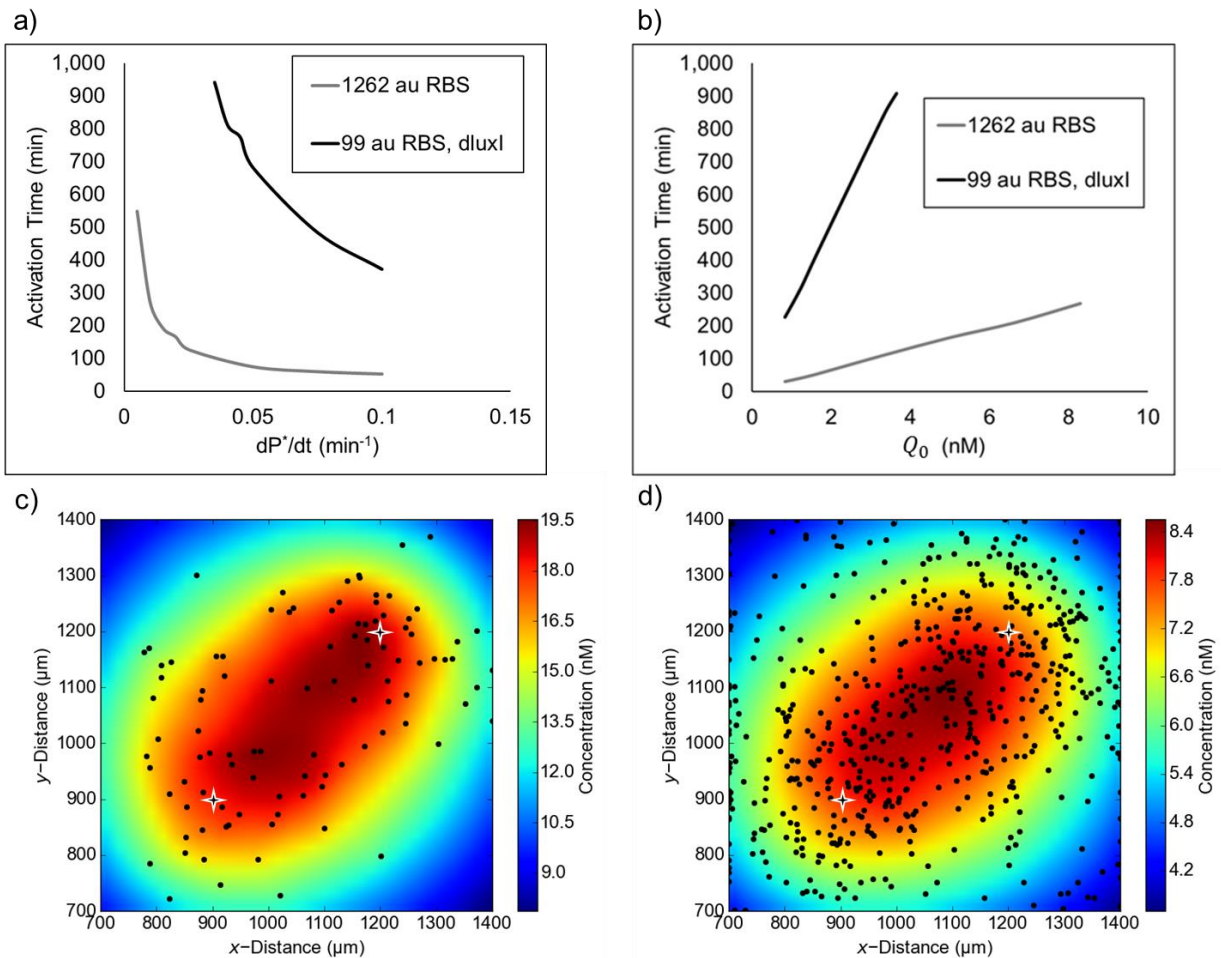 a)
1,000
900
800
700
600
500
400
300
200
100
0
Activation Time (min)
1262 au RBS
99 au RBS, dluxI
0 0.05 0.1 0.15
dP*/dt (min⁻¹)
b)
1,000
900
800
700
600
500
400
300
200
100
0
Activation Time (min)
1262 au RBS
99 au RBS, dluxI
0 2 4 6 8 10
Q₀ (nM)
c)
1400
1300
1200
1100
1000
900
800
700
y−Distance (µm)
700 800 900 1000 1100 1200 1300 1400
x−Distance (µm)
19.5
18.0
16.5
15.0
13.5
12.0
10.5
9.0
Concentration (nM)
d)
1400
1300
1200
1100
1000
900
800
700
y−Distance (µm)
700 800 900 1000 1100 1200 1300 1400
x−Distance (µm)
8.4
7.8
7.2
6.6
6.0
5.4
4.8
4.2
Concentration (nM)